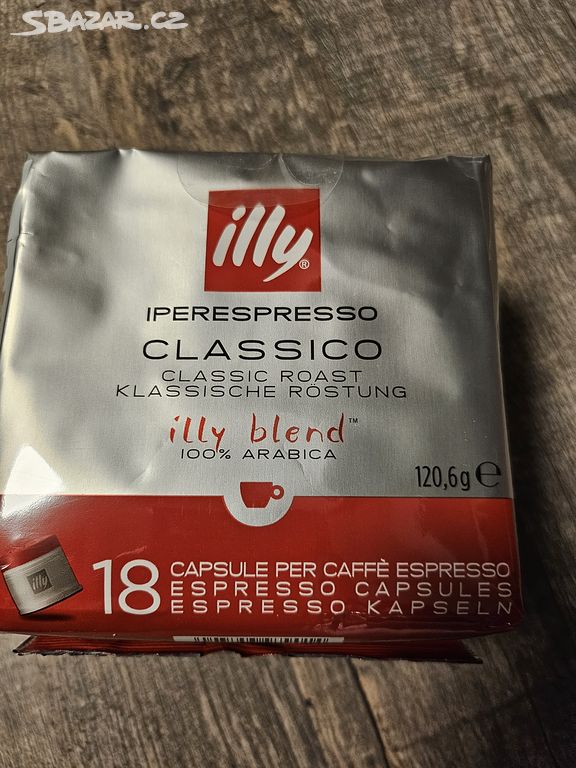 SBAZAR.CZ
illy®
IPERESPRESSO
CLASSICO
CLASSIC ROAST
KLASSISCHE RÖSTUNG
illy blend™
100% ARABICA
120,6g ℮
illy
18 CAPSULE PER CAFFÈ ESPRESSO
ESPRESSO CAPSULES
ESPRESSO KAPSELN